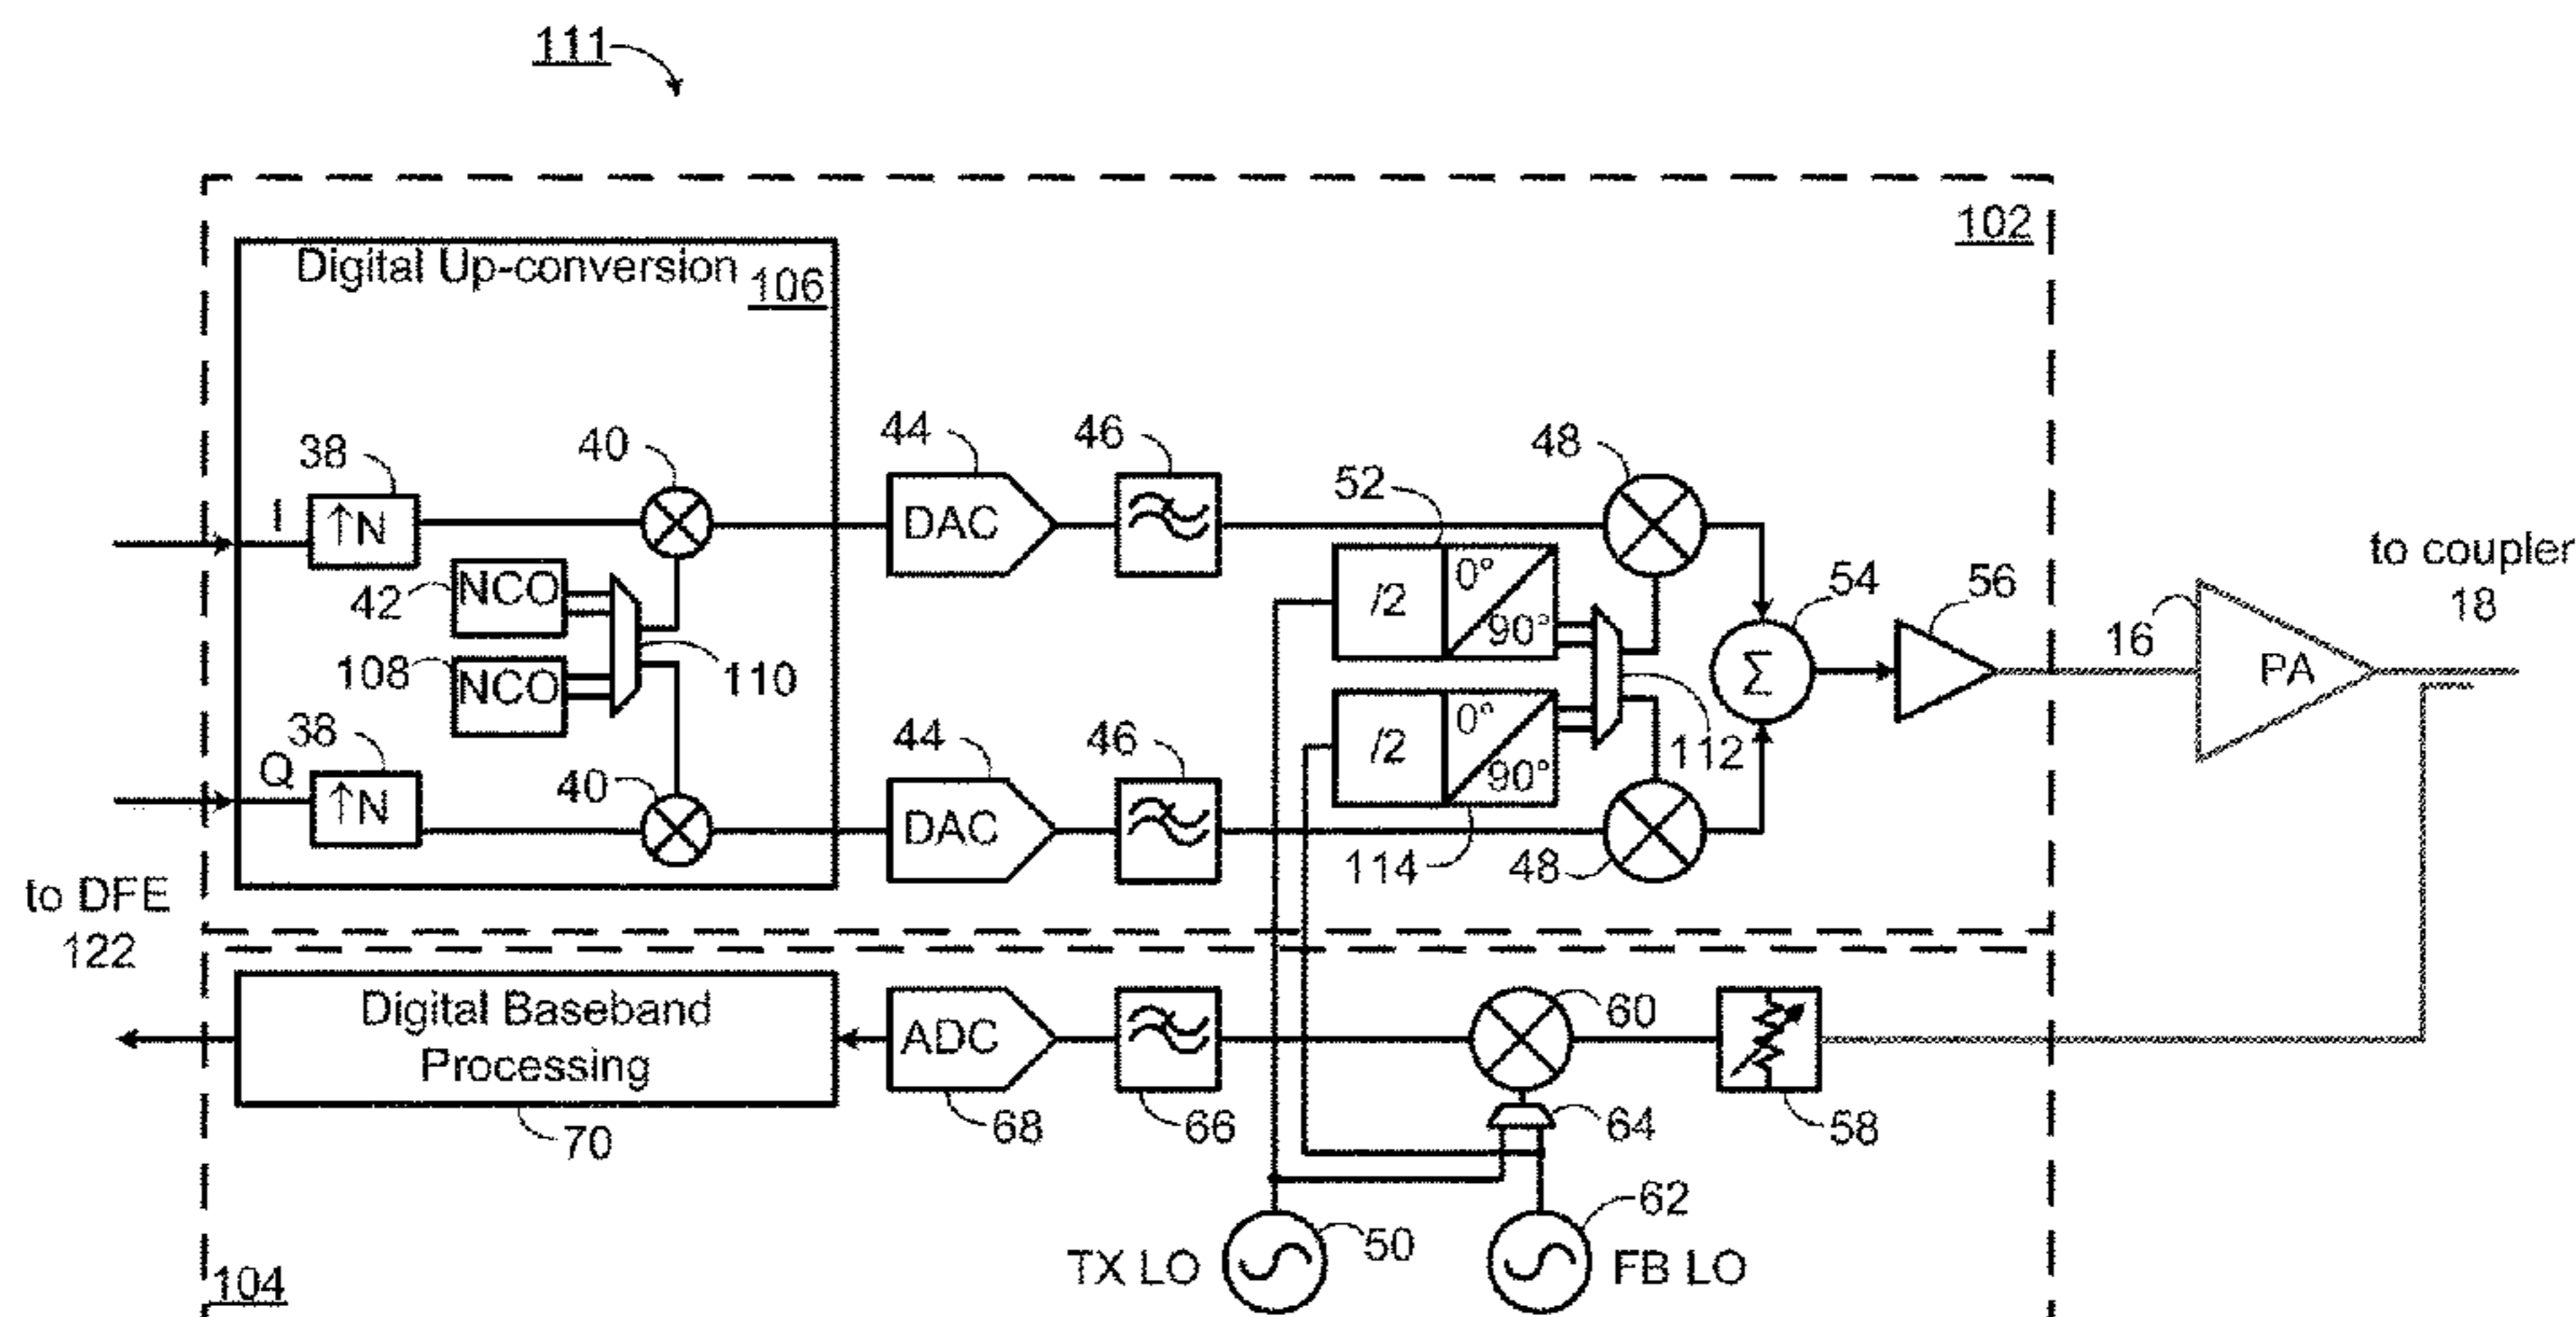 111
102
Digital Up-conversion
106
38
40
44
46
48
52
I
↑N
DAC
0°
/2
90°
to coupler
18
54
56
16
PA
Σ
42
NCO
108
NCO
110
112
0°
/2
90°
38
Q
↑N
40
44
46
DAC
114
48
to DFE
122
Digital Baseband
Processing
70
ADC
68
66
60
64
58
62
50
TX LO
FB LO
104